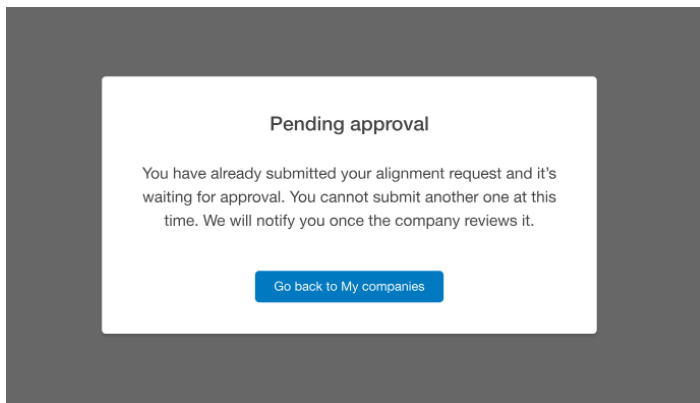 Pending approval
You have already submitted your alignment request and it’s
waiting for approval. You cannot submit another one at this
time. We will notify you once the company reviews it.
Go back to My companies